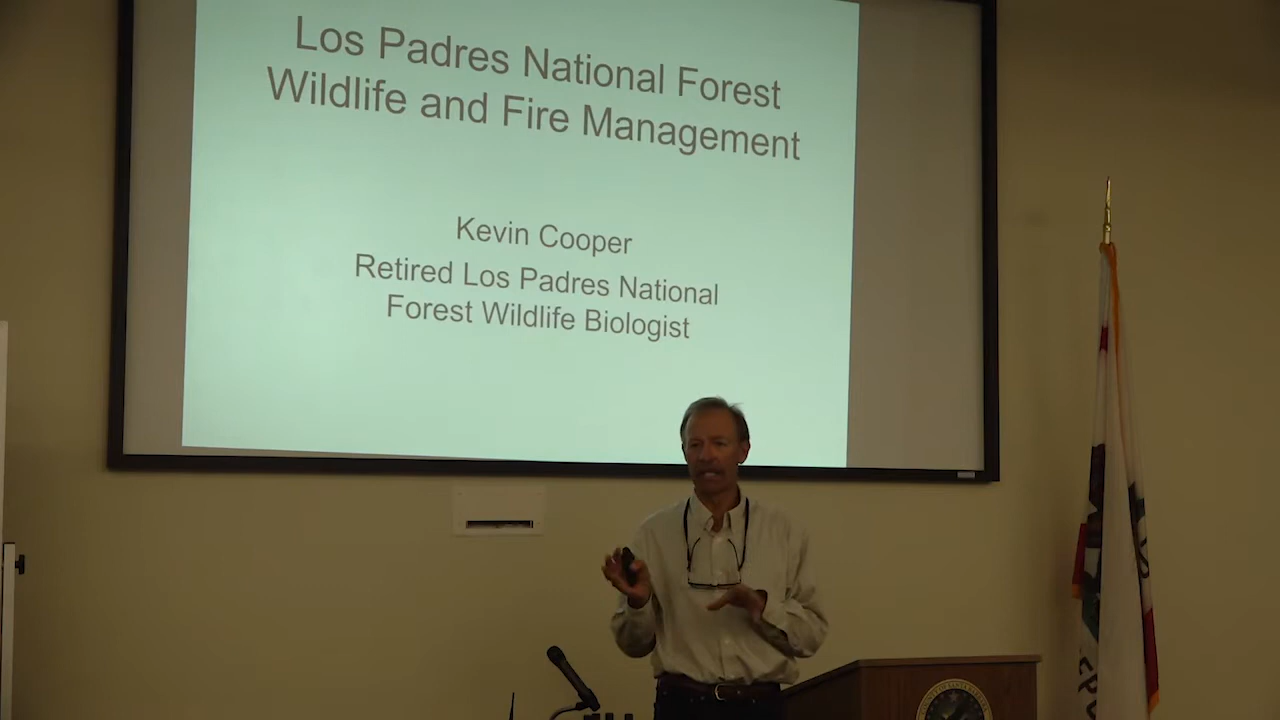 Los Padres National Forest
Wildlife and Fire Management
Kevin Cooper
Retired Los Padres National
Forest Wildlife Biologist